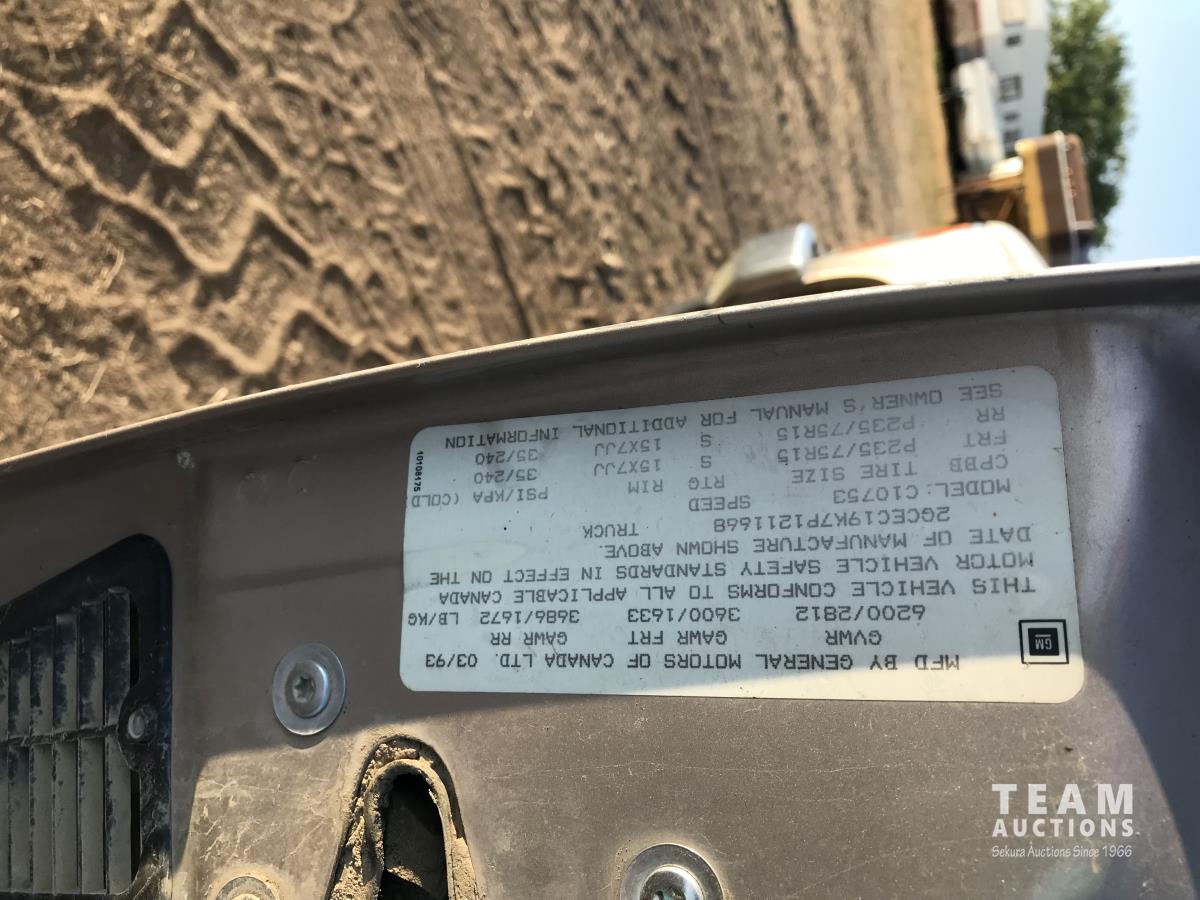 MFD BY GENERAL MOTORS OF CANADA LTD. 03/93
GM
GVWR GAWR FRT GAWR RR
6200/2812 3600/1633 3686/1672 LB/KG
THIS VEHICLE CONFORMS TO ALL APPLICABLE CANADA
MOTOR VEHICLE SAFETY STANDARDS IN EFFECT ON THE
DATE OF MANUFACTURE SHOWN ABOVE.
2GCEC19K7P1211668 TRUCK
MODEL: C10753 SPEED
CPBB TIRE SIZE RTG RIM PSI/KPA (COLD)
FRT P235/75R15 S 15X7JJ 35/240
RR P235/75R15 S 15X7JJ 35/240
SEE OWNER'S MANUAL FOR ADDITIONAL INFORMATION
10108175
TEAM
AUCTIONS
Sekura Auctions Since 1966